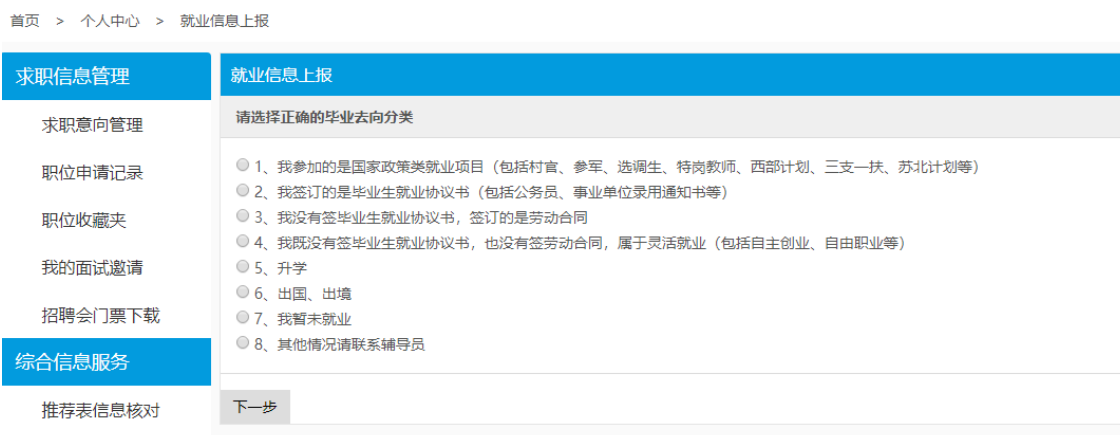 首页 > 个人中心 > 就业信息上报
求职信息管理
求职意向管理
职位申请记录
职位收藏夹
我的面试邀请
招聘会门票下载
综合信息服务
推荐表信息核对
就业信息上报
请选择正确的毕业去向分类
1、我参加的是国家政策类就业项目（包括村官、参军、选调生、特岗教师、西部计划、三支一扶、苏北计划等）
2、我签订的是毕业生就业协议书（包括公务员、事业单位录用通知书等）
3、我没有签毕业生就业协议书，签订的是劳动合同
4、我既没有签毕业生就业协议书，也没有签劳动合同，属于灵活就业（包括自主创业、自由职业等）
5、升学
6、出国、出境
7、我暂未就业
8、其他情况请联系辅导员
下一步